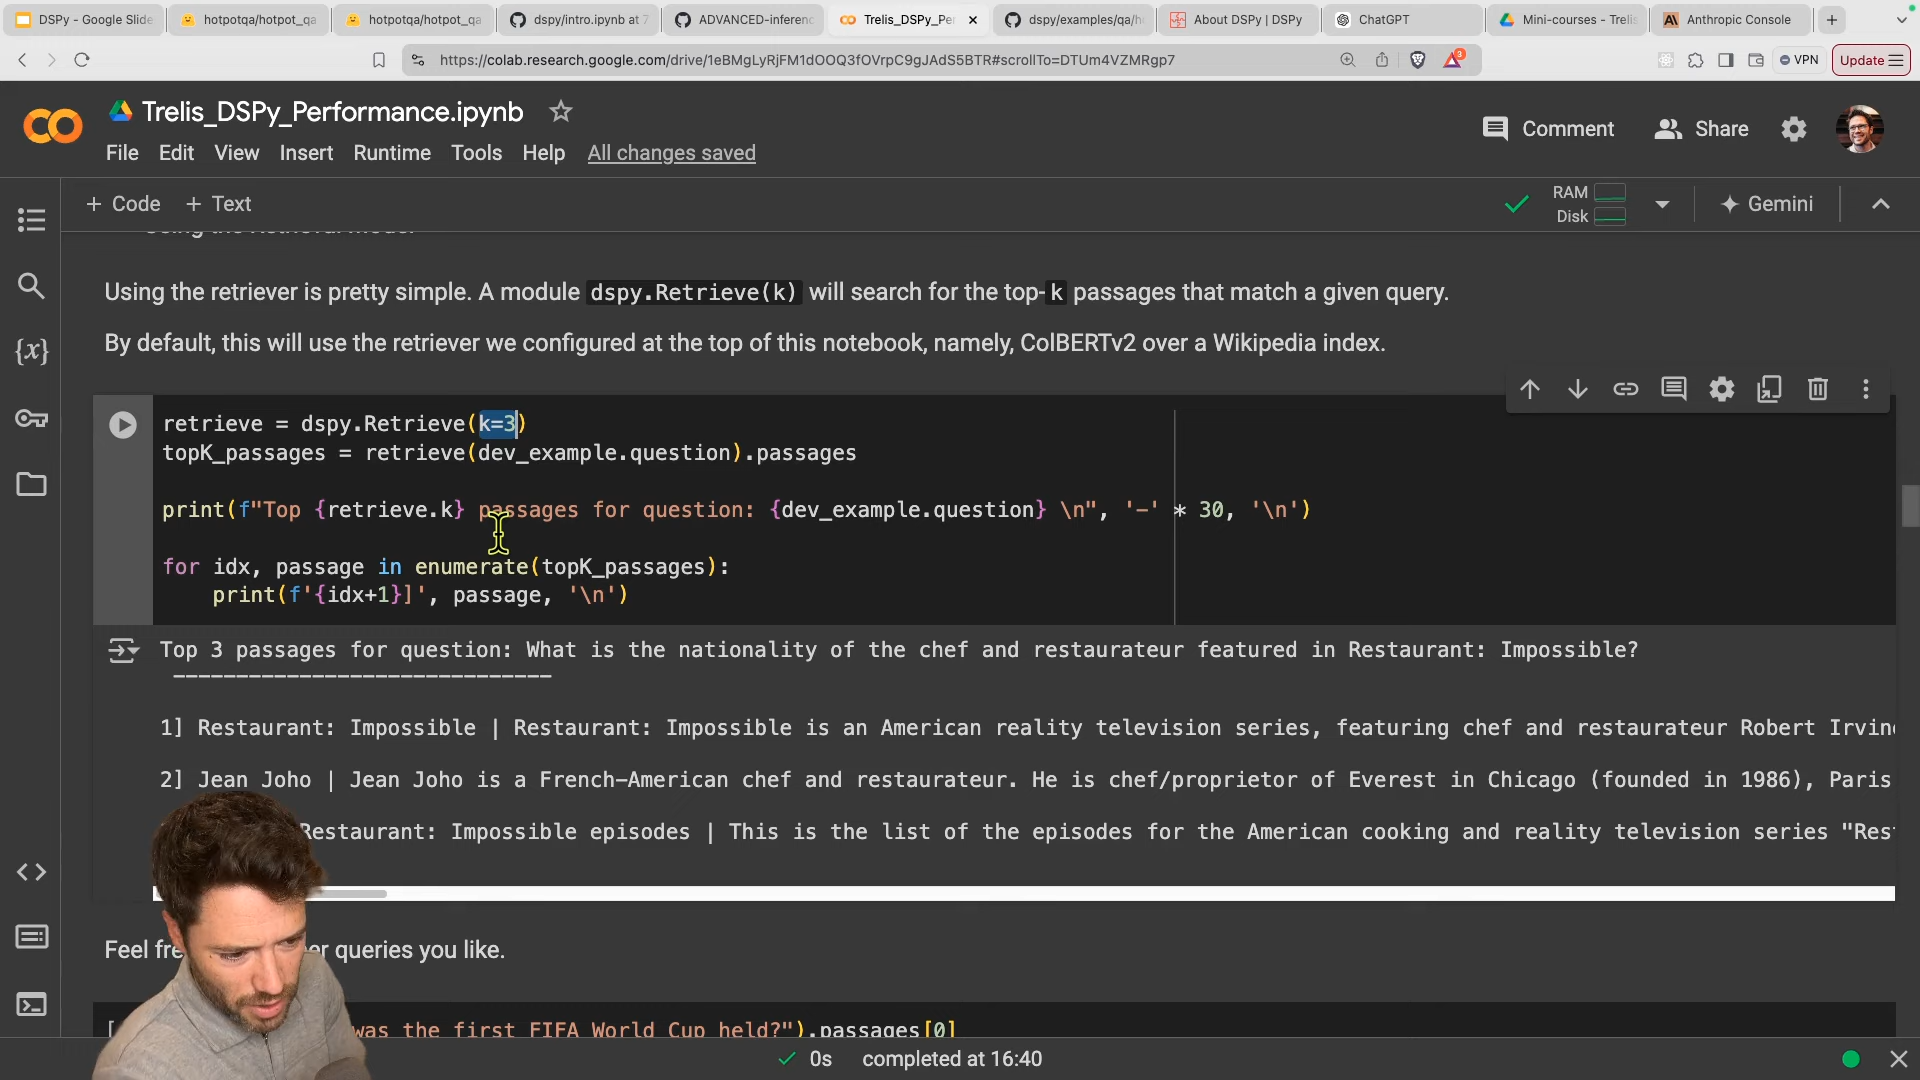 DSPy - Google Slide
hotpotqa/hotpot_qa
hotpotqa/hotpot_qa
dspy/intro.ipynb at 7
ADVANCED-inferenc
Trelis_DSPy_Per
dspy/examples/qa/h
About DSPy | DSPy
ChatGPT
Mini-courses - Trelis
Anthropic Console
https://colab.research.google.com/drive/1eBMgLyRjFM1dOOQ3fOVrpC9gJAdS5BTR#scrollTo=DTUm4VZMRgp7
3
VPN
Update
Trelis_DSPy_Performance.ipynb
File Edit View Insert Runtime Tools Help All changes saved
Comment
Share
+ Code + Text
RAM
Disk
Gemini
Using the Retrieval Model
Using the retriever is pretty simple. A module dspy.Retrieve(k) will search for the top-k passages that match a given query.
By default, this will use the retriever we configured at the top of this notebook, namely, ColBERTv2 over a Wikipedia index.
retrieve = dspy.Retrieve(k=3)
topK_passages = retrieve(dev_example.question).passages
print(f"Top {retrieve.k} passages for question: {dev_example.question} \n", '-' * 30, '\n')
for idx, passage in enumerate(topK_passages):
print(f'{idx+1}]', passage, '\n')
Top 3 passages for question: What is the nationality of the chef and restaurateur featured in Restaurant: Impossible?
------------------------------
1] Restaurant: Impossible | Restaurant: Impossible is an American reality television series, featuring chef and restaurateur Robert Irvine
2] Jean Joho | Jean Joho is a French-American chef and restaurateur. He is chef/proprietor of Everest in Chicago (founded in 1986), Paris
Restaurant: Impossible episodes | This is the list of the episodes for the American cooking and reality television series "Res
Feel fre er queries you like.
[ was the first FIFA World Cup held?").passages[0]
0s completed at 16:40